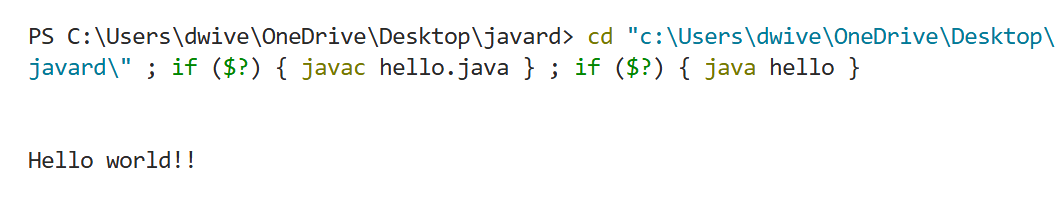 PS C:\Users\dwive\OneDrive\Desktop\javard> cd "c:\Users\dwive\OneDrive\Desktop\
javard\" ; if ($?) { javac hello.java } ; if ($?) { java hello }
Hello world!!